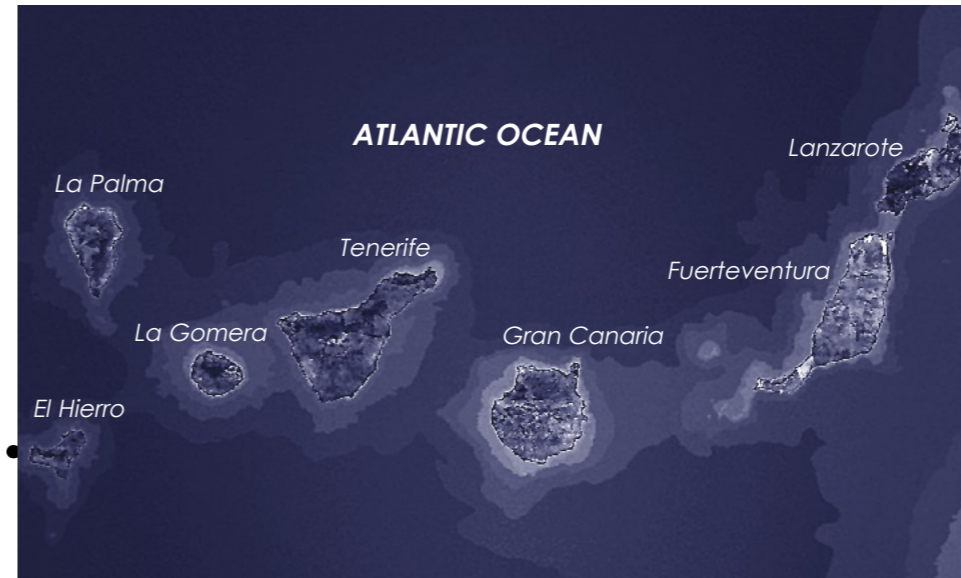 ATLANTIC OCEAN
Lanzarote
La Palma
Tenerife
Fuerteventura
La Gomera
Gran Canaria
El Hierro